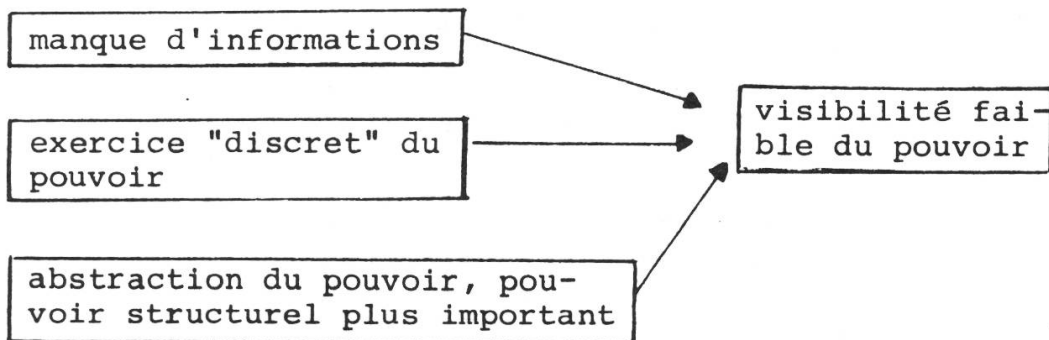 manque d'informations
exercice "discret" du
pouvoir
abstraction du pouvoir, pou-
voir structurel plus important
visibilité fai-
ble du pouvoir